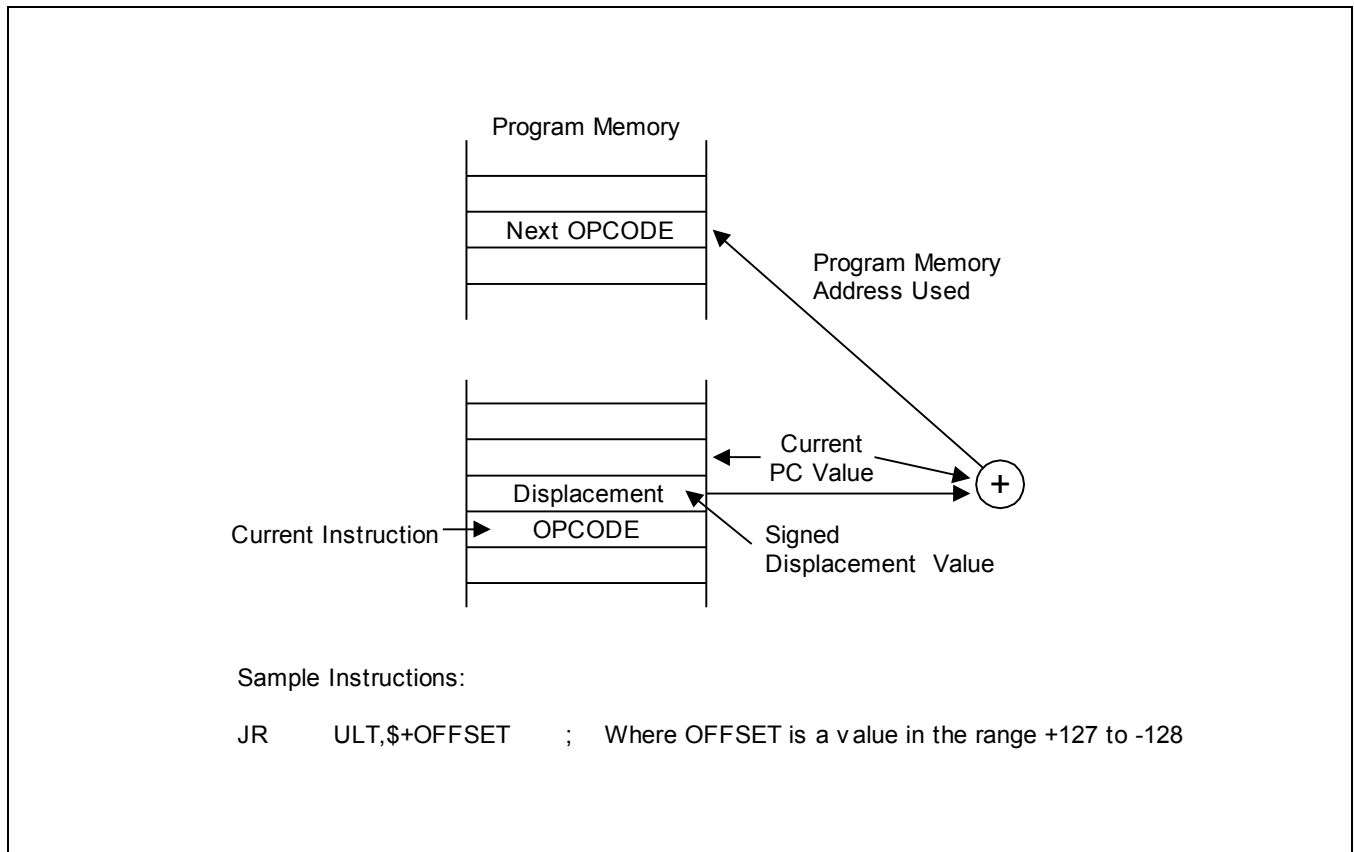 Program Memory
Next OPCODE
Program Memory
Address Used
Current
PC Value
Displacement
+
Current Instruction
OPCODE
Signed
Displacement Value
Sample Instructions:
JR ULT,$+OFFSET ; Where OFFSET is a value in the range +127 to -128